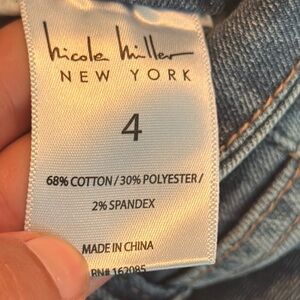 nicole miller
NEW YORK
4
68% COTTON / 30% POLYESTER /
2% SPANDEX
MADE IN CHINA
RN# 162085